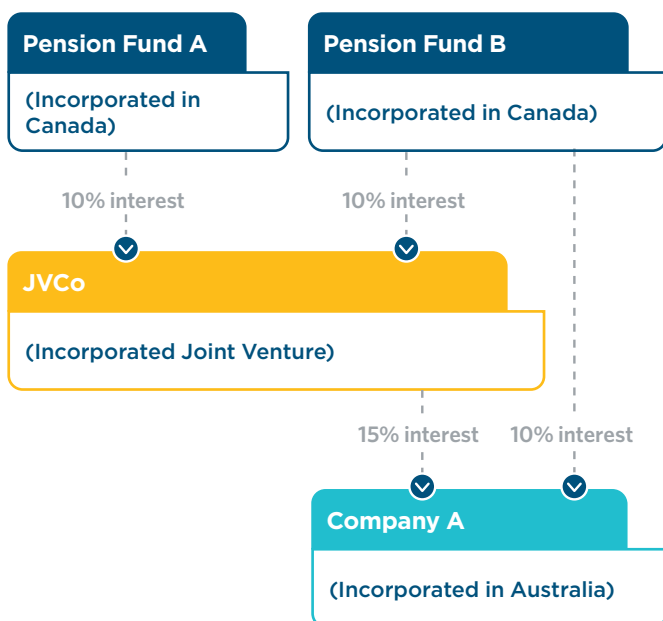 Pension Fund A
(Incorporated in
Canada)
Pension Fund B
(Incorporated in Canada)
10% interest
10% interest
JVCo
(Incorporated Joint Venture)
15% interest
10% interest
Company A
(Incorporated in Australia)